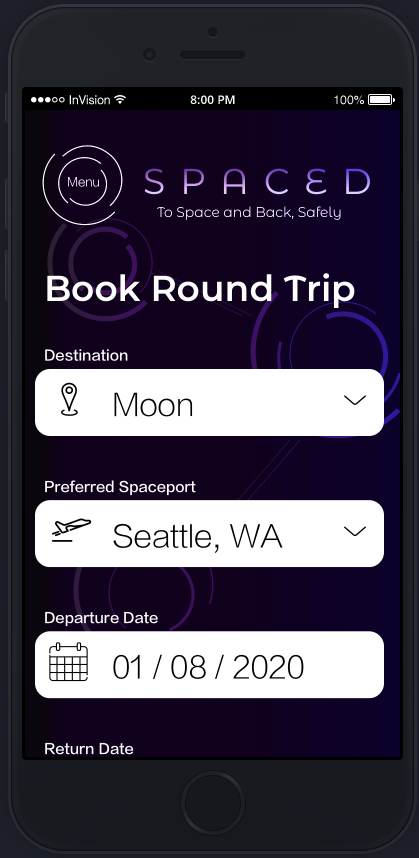 InVision 8:00 PM 100%
Menu
SPACED
To Space and Back, Safely
Book Round Trip
Destination
Moon
Preferred Spaceport
Seattle, WA
Departure Date
01 / 08 / 2020
Return Date